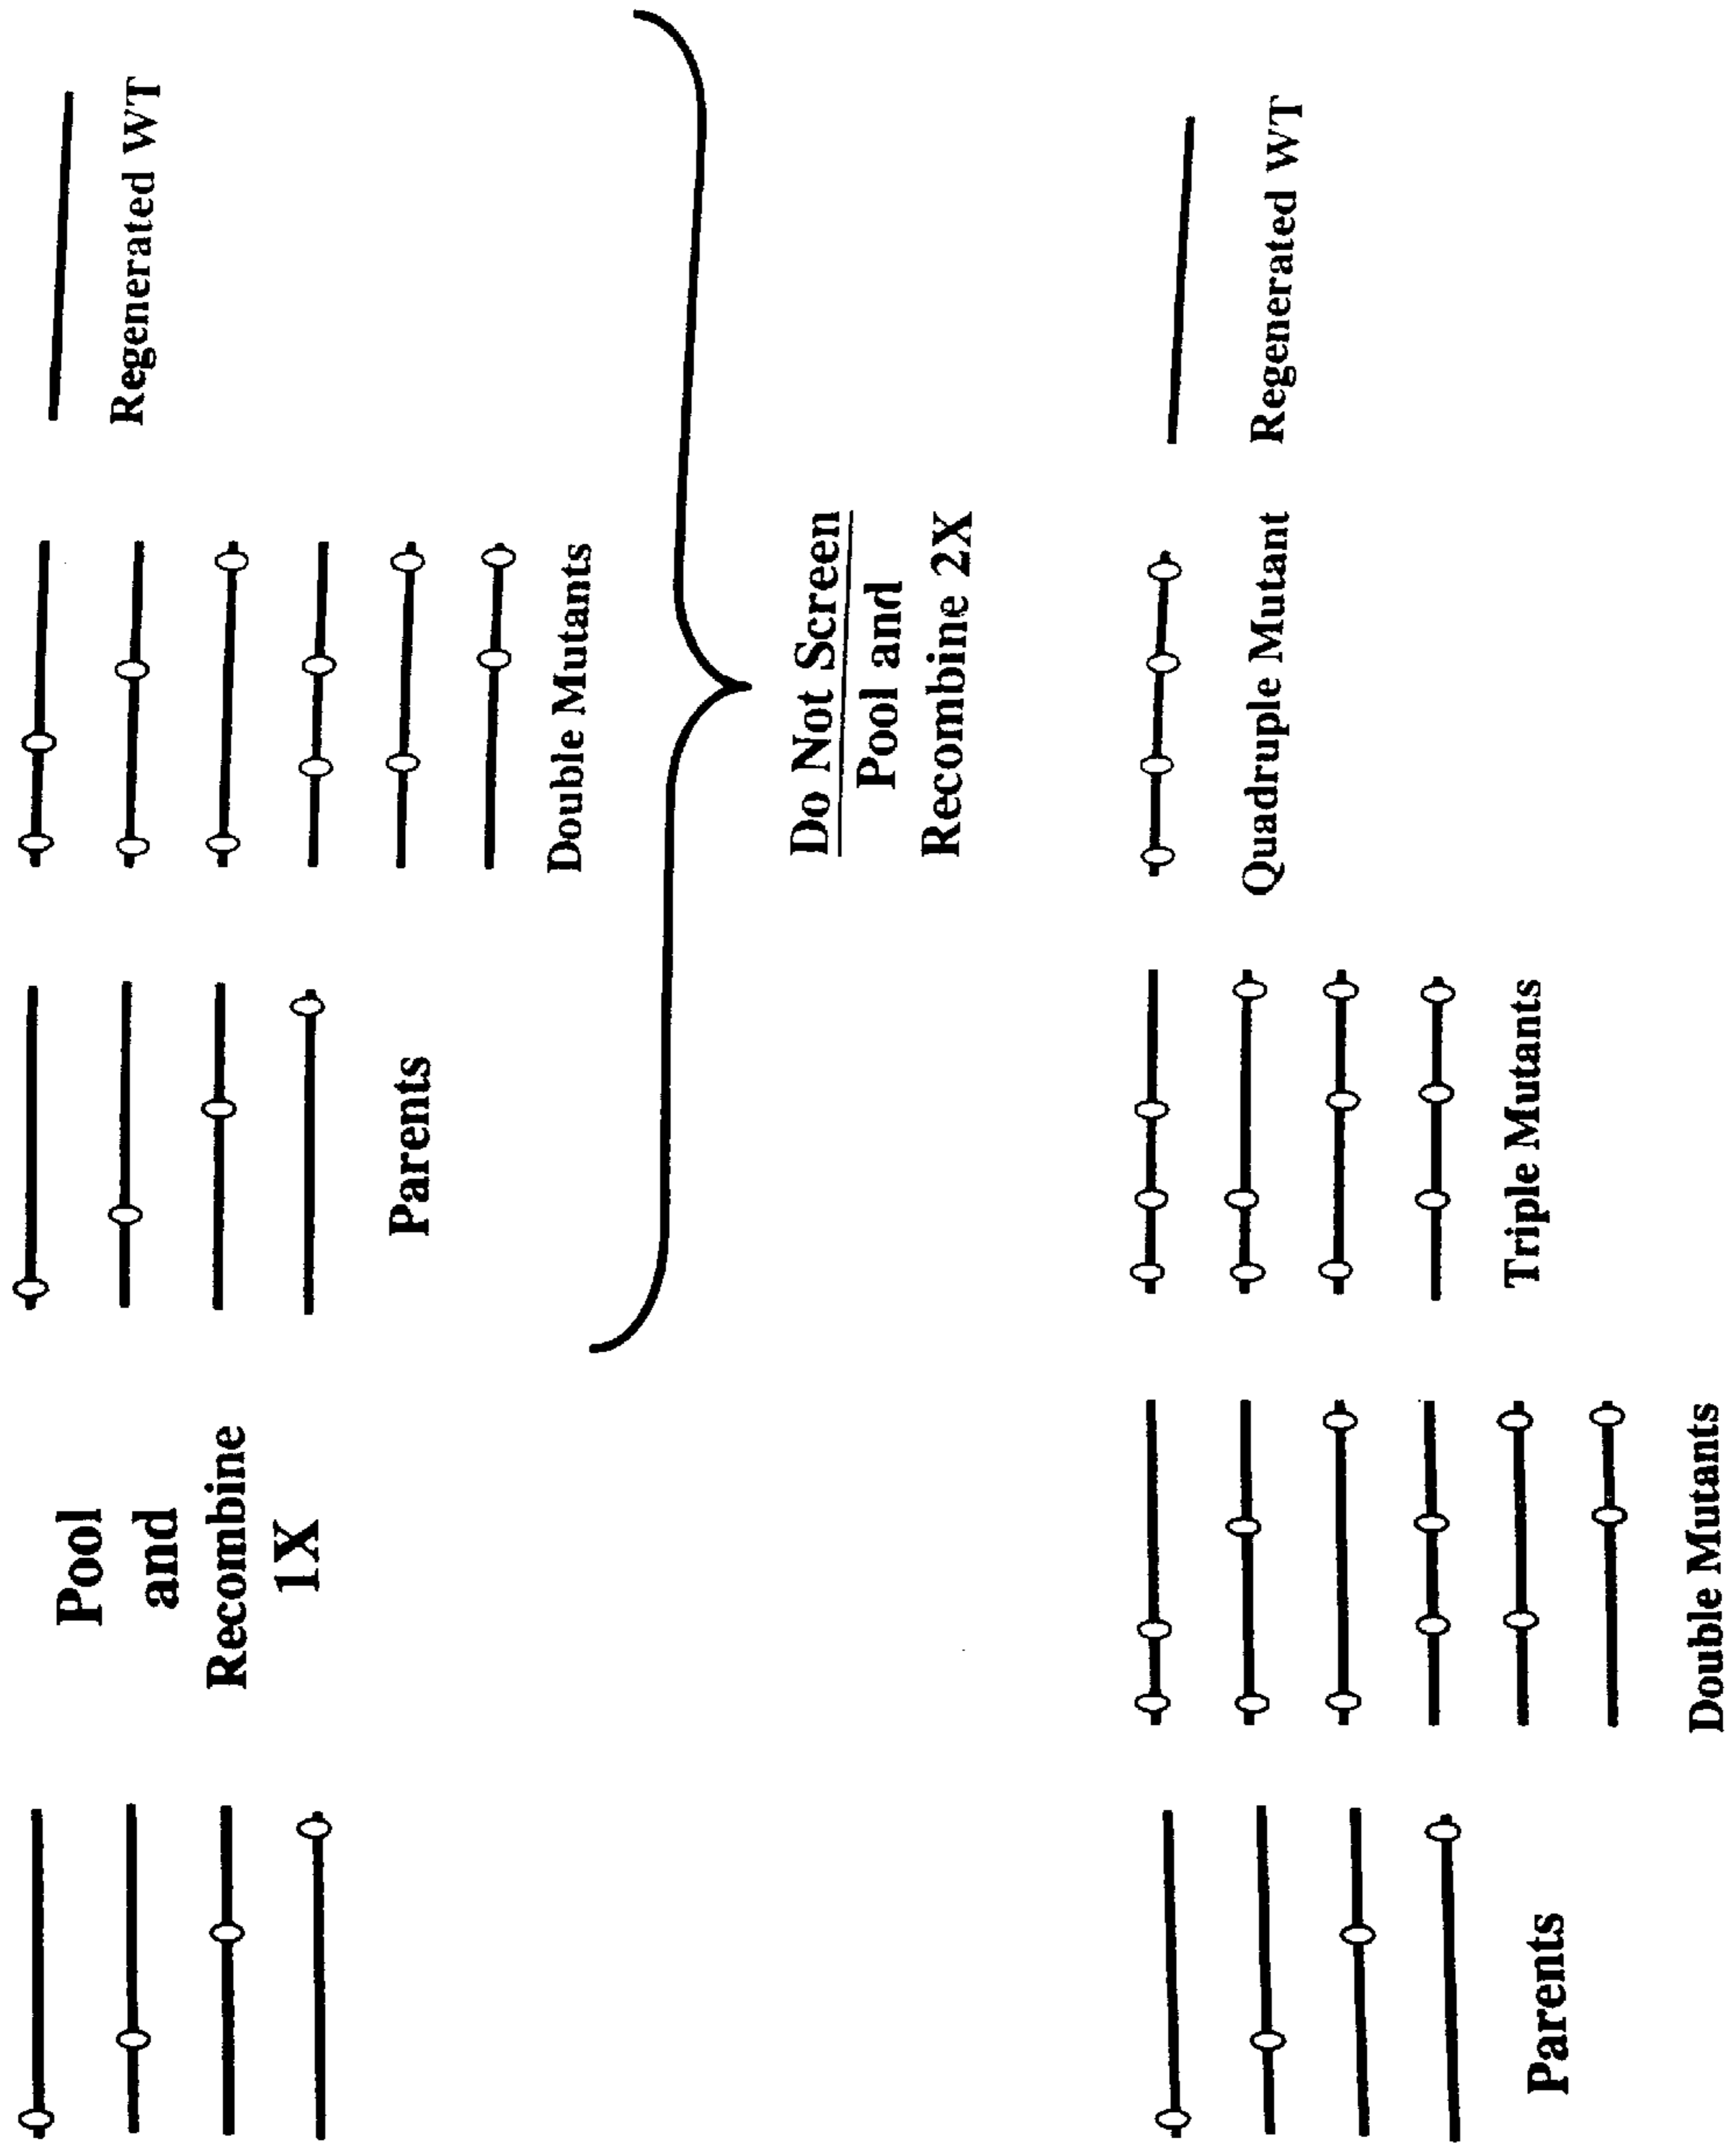 Pool
and
Recombine
1X
Parents
Double Mutants
Regenerated WT
Do Not Screen
Pool and
Recombine 2X
Parents
Double Mutants
Triple Mutants
Quadruple Mutant
Regenerated WT